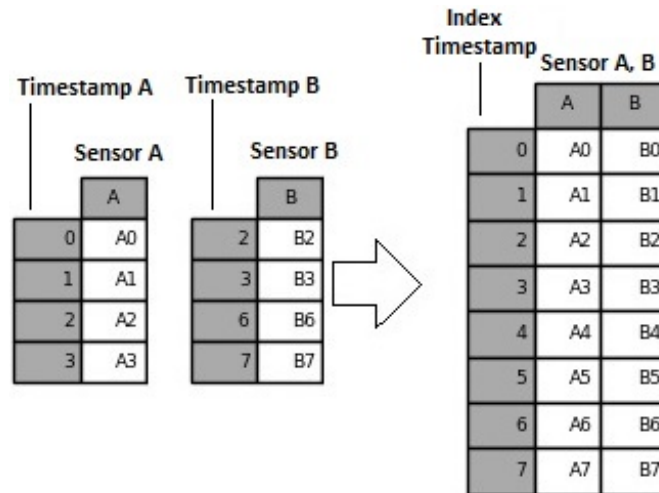 Index
Timestamp
Sensor A, B
Timestamp A
Timestamp B
Sensor A
Sensor B
A
0 A0
1 A1
2 A2
3 A3
B
2 B2
3 B3
6 B6
7 B7
A B
0 A0 B0
1 A1 B1
2 A2 B2
3 A3 B3
4 A4 B4
5 A5 B5
6 A6 B6
7 A7 B7